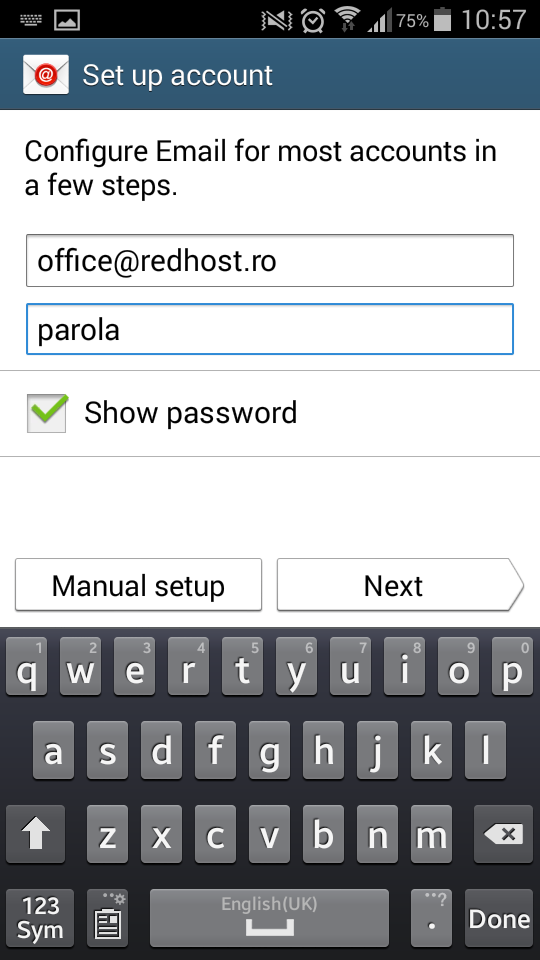 75% 10:57
Set up account
Configure Email for most accounts in
a few steps.
office@redhost.ro
parola
Show password
Manual setup Next
1 2 3 4 5 6 7 8 9 0
q w e r t y u i o p
a s d f g h j k l
z x c v b n m
123
Sym
English(UK)
?
.
Done